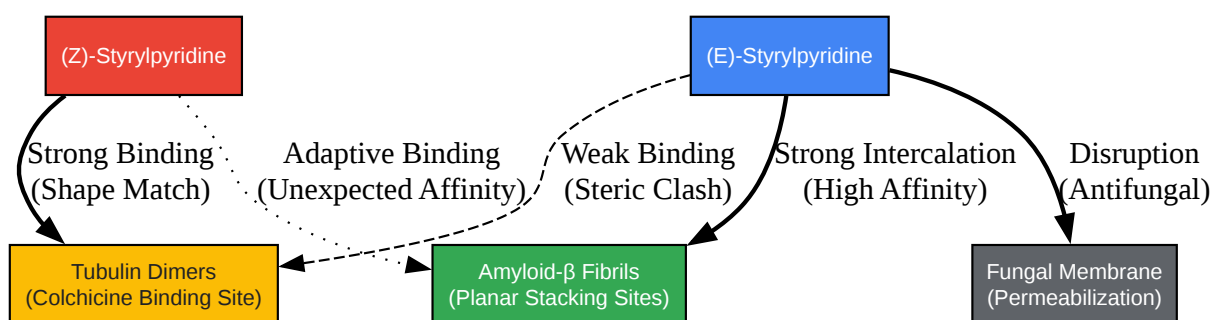 (Z)-Styrylpyridine
(E)-Styrylpyridine
Strong Binding
(Shape Match)
Adaptive Binding
(Unexpected Affinity)
Weak Binding
(Steric Clash)
Strong Intercalation
(High Affinity)
Disruption
(Antifungal)
Tubulin Dimers
(Colchicine Binding Site)
Amyloid-β Fibrils
(Planar Stacking Sites)
Fungal Membrane
(Permeabilization)